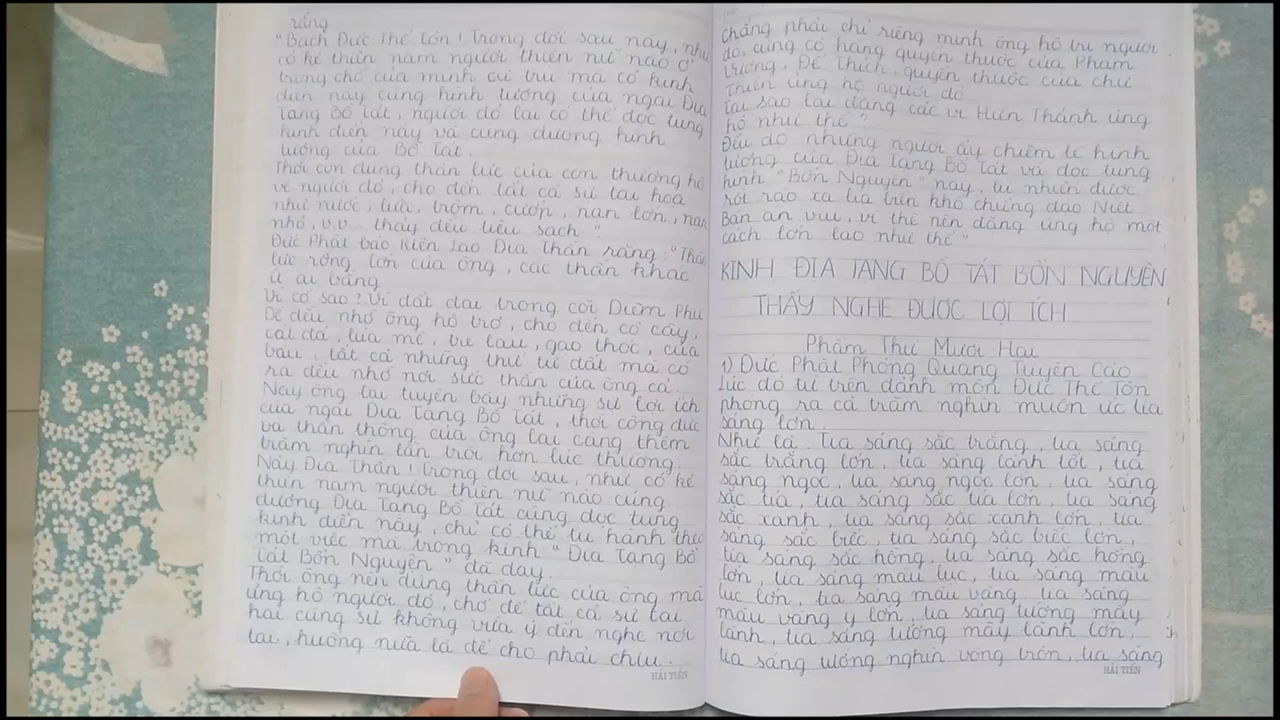 rằng
"Bạch Đức Thế Tôn! Trong đời sau này, như
có kẻ thiện nam người thiện nữ nào ở
trong chỗ của mình cư trú mà có kinh
điển này cùng hình tượng của ngài Địa
Tạng Bồ Tát, người đó lại có thể đọc tụng
kinh điển này và cúng dường hình
tượng của Bồ Tát.
Thời con dùng thần lực của con thường hộ
vệ người đó, cho đến tất cả sự tai họa
như nước, lửa, trộm, cướp, nạn lớn, nạn
nhỏ, v.v... thảy đều tiêu sạch"
Đức Phật bảo Kiên Lao Địa Thần rằng: "Thần
lực rộng lớn của ông, các thần khác
ít ai bằng
Vì cớ sao? Vì đất đai trong cõi Diêm Phù
Đề đều nhờ ông hộ trợ, cho đến cỏ cây,
cát đá, lúa mè, tre lau, gạo thóc, của
báu, tất cả những thứ từ đất mà có
ra đều nhờ nơi sức thần của ông cả.
Nay ông lại tuyên bày những sự lợi ích
của ngài Địa Tạng Bồ Tát, thời công đức
và thần thông của ông lại càng thêm
trăm nghìn lần trội hơn lúc thường.
Này Địa Thần! Trong đời sau, như có kẻ
thiện nam người thiện nữ nào cúng
dường Địa Tạng Bồ Tát cùng đọc tụng
kinh điển này, chỉ có thể tu hành theo
một việc mà trong kinh "Địa Tạng Bồ
Tát Bổn Nguyện" đã dạy.
Thời ông nên dùng thần lực của ông mà
ủng hộ người đó, chớ để tất cả sự tai
hại cùng sự không vừa ý đến nghe nơi
tai, huống nữa là để cho phải chịu.
HẢI TIẾN
Chẳng phải chỉ riêng mình ông hộ trì người
đó, cũng có hàng quyến thuộc của Phạm
Vương, Đế Thích, quyến thuộc của chư
Thiên ủng hộ người đó
Tại sao lại đặng các vị Hiền Thánh ủng
hộ như thế?
Đều do những người ấy chiêm lễ hình
tượng của Địa Tạng Bồ Tát và đọc tụng
kinh "Bổn Nguyện" này, tự nhiên được
rốt ráo xa lìa biển khổ chứng đạo Niết
Bàn an vui, vì thế nên đặng ủng hộ một
cách lớn lao như thế"
KINH ĐỊA TẠNG BỒ TÁT BỔN NGUYỆN
THẤY NGHE ĐƯỢC LỢI ÍCH
Phẩm Thứ Mười Hai
1) Đức Phật Phóng Quang Tuyên Cáo
Lúc đó từ trên đảnh môn Đức Thế Tôn
phóng ra cả trăm nghìn muôn ức tia
sáng lớn.
Như là: Tia sáng sắc trắng, tia sáng
sắc trắng lớn, tia sáng lành tốt, tia
sáng ngọc, tia sáng ngọc lớn, tia sáng
sắc tía, tia sáng sắc tía lớn, tia sáng
sắc xanh, tia sáng sắc xanh lớn, tia
sáng sắc biếc, tia sáng sắc biếc lớn,
tia sáng sắc hồng, tia sáng sắc hồng
lớn, tia sáng màu lục, tia sáng màu
lục lớn, tia sáng màu vàng, tia sáng
màu vàng y lớn, tia sáng tường mây
lành, tia sáng tường mây lành lớn,
tia sáng tường nghìn vòng tròn, tia sáng
HẢI TIẾN